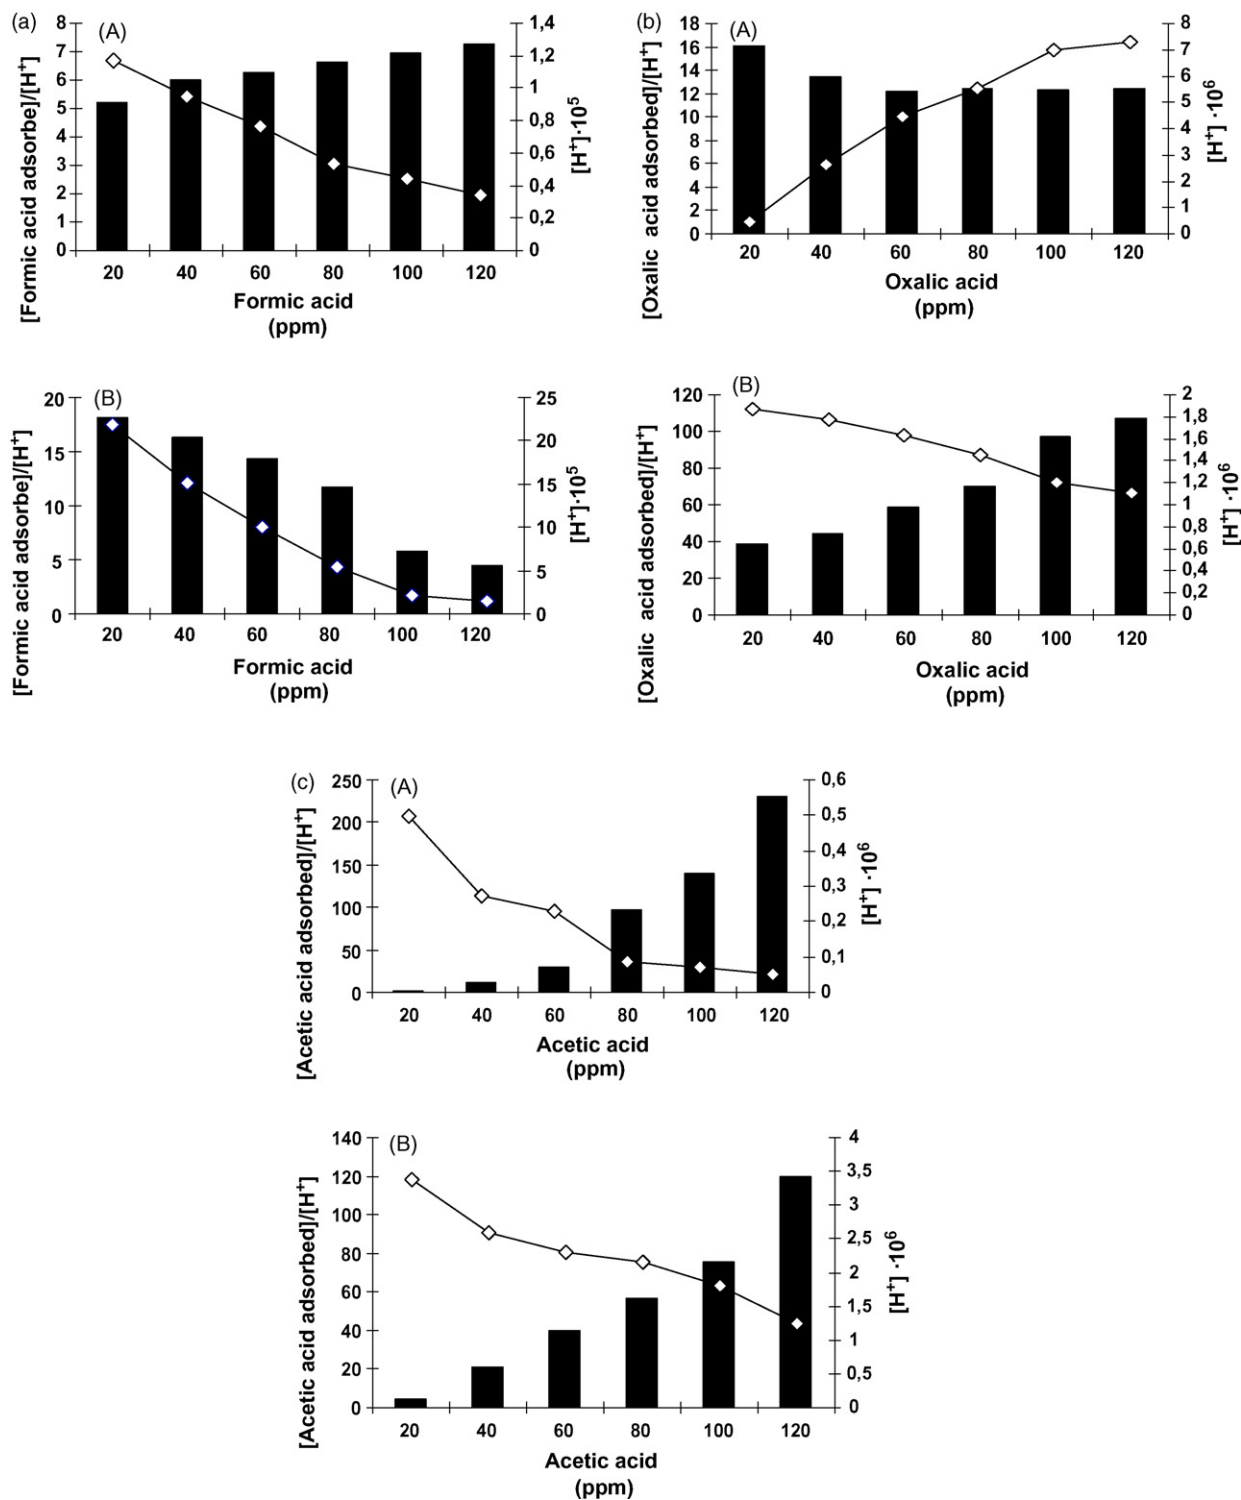 (a)
(A)
[Formic acid adsorbe]/[H+]
8
7
6
5
4
3
2
1
0
1,4
1,2
1
0,8
0,6
0,4
0,2
0
[H+]·10^5
20 40 60 80 100 120
Formic acid
(ppm)
(b)
(A)
[Oxalic acid adsorbed]/[H+]
18
16
14
12
10
8
6
4
2
0
8
7
6
5
4
3
2
1
0
[H+]·10^6
20 40 60 80 100 120
Oxalic acid
(ppm)
(B)
[Formic acid adsorbe]/[H+]
20
15
10
5
0
25
20
15
10
5
0
[H+]·10^5
20 40 60 80 100 120
Formic acid
(ppm)
(B)
[Oxalic acid adsorbed]/[H+]
120
100
80
60
40
20
0
2
1,8
1,6
1,4
1,2
1
0,8
0,6
0,4
0,2
0
[H+]·10^6
20 40 60 80 100 120
Oxalic acid
(ppm)
(c)
(A)
[Acetic acid adsorbed]/[H+]
250
200
150
100
50
0
0,6
0,5
0,4
0,3
0,2
0,1
0
[H+]·10^6
20 40 60 80 100 120
Acetic acid
(ppm)
(B)
[Acetic acid adsorbed]/[H+]
140
120
100
80
60
40
20
0
4
3,5
3
2,5
2
1,5
1
0,5
0
[H+]·10^6
20 40 60 80 100 120
Acetic acid
(ppm)